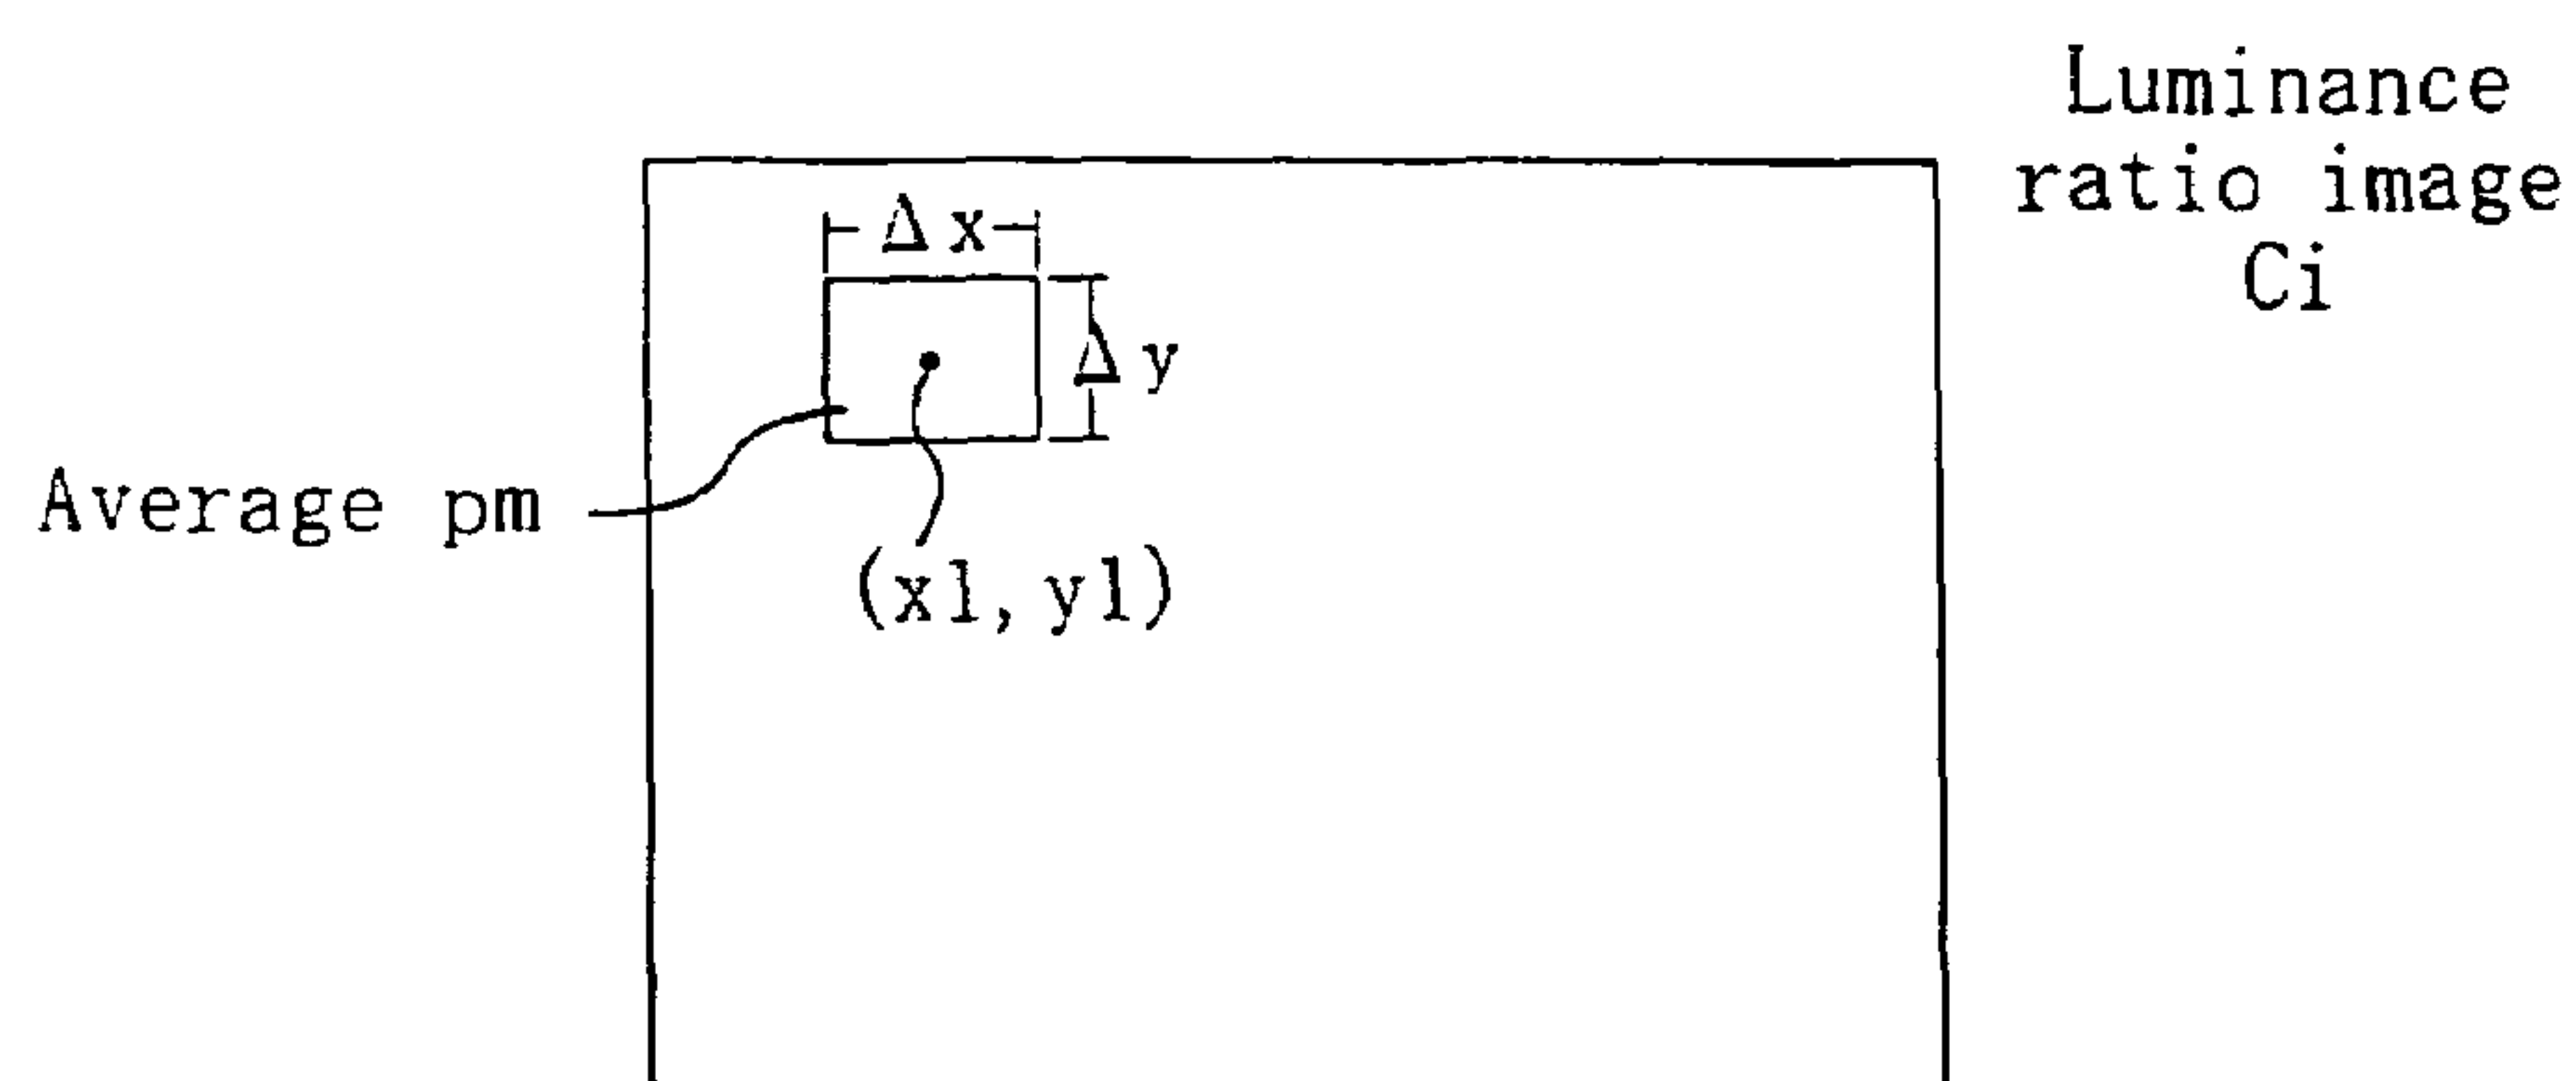 Luminance
ratio image
Ci
Δx
Δy
Average pm
(x1, y1)